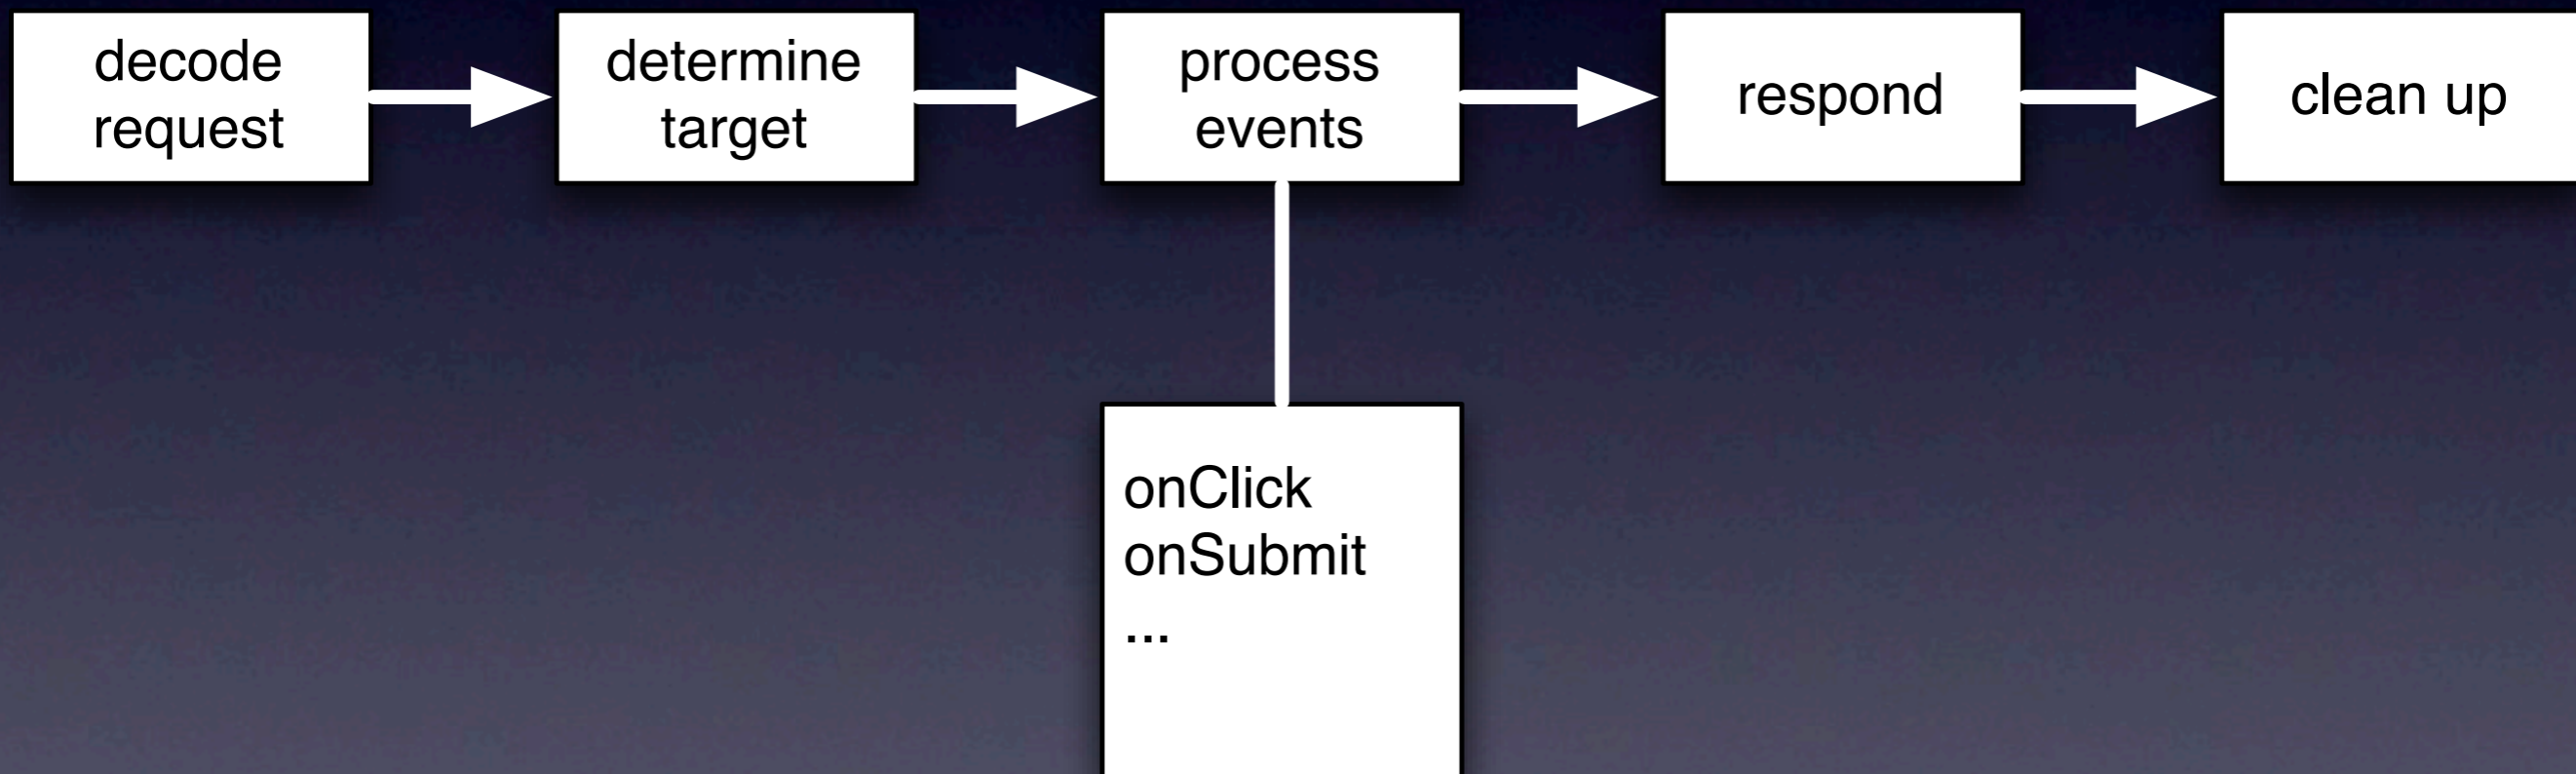 decode
request
determine
target
process
events
respond
clean up
onClick
onSubmit
...